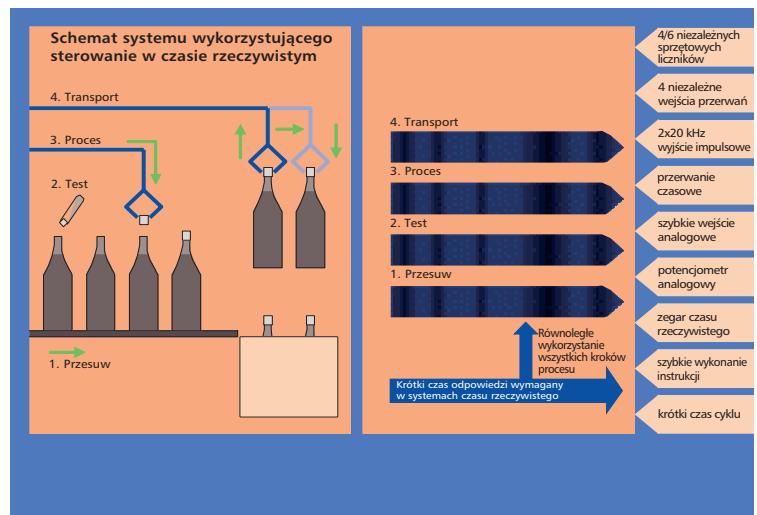 Schemat systemu wykorzystującego
sterowanie w czasie rzeczywistym
4. Transport
3. Proces
2. Test
1. Przesuw
4. Transport
3. Proces
2. Test
1. Przesuw
Równoległe
wykorzystanie
wszystkich kroków
procesu
Krótki czas odpowiedzi wymagany
w systemach czasu rzeczywistego
4/6 niezależnych
sprzętowych
liczników
4 niezależne
wejścia przerwań
2x20 kHz
wyjście impulsowe
przerwanie
czasowe
szybkie wejście
analogowe
potencjometr
analogowy
zegar czasu
rzeczywistego
szybkie wykonanie
instrukcji
krótki czas cyklu